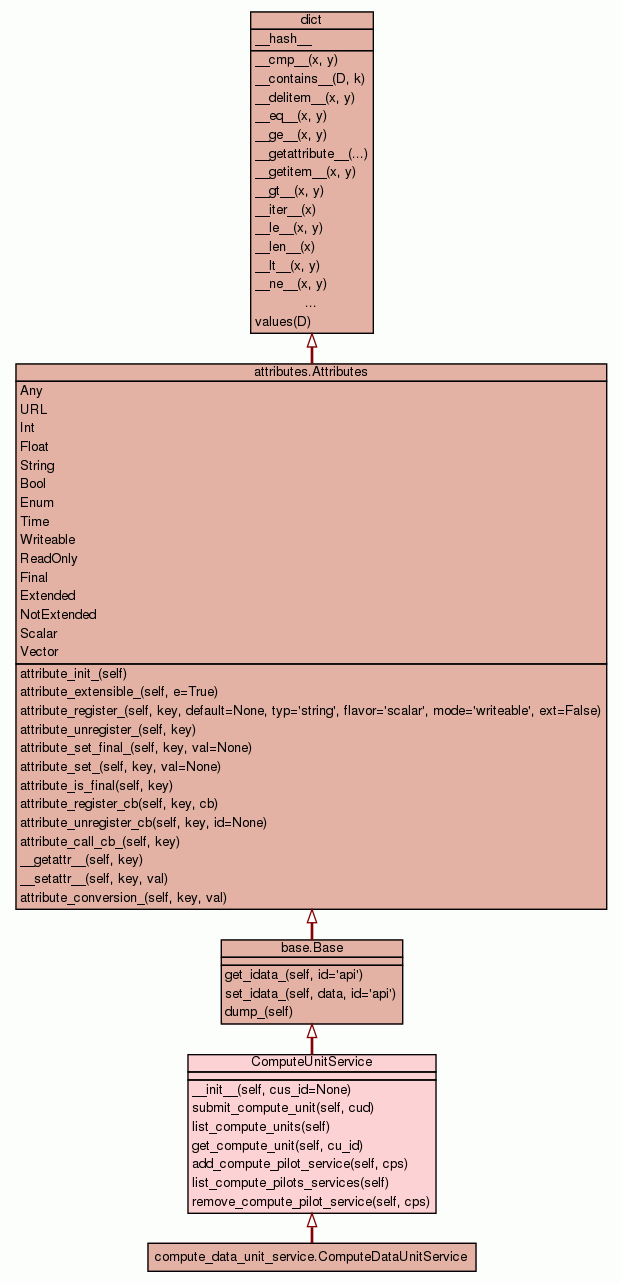 dict
__hash__
__cmp__(x, y)
__contains__(D, k)
__delitem__(x, y)
__eq__(x, y)
__ge__(x, y)
__getattribute__(...)
__getitem__(x, y)
__gt__(x, y)
__iter__(x)
__le__(x, y)
__len__(x)
__lt__(x, y)
__ne__(x, y)
...
values(D)
attributes.Attributes
Any
URL
Int
Float
String
Bool
Enum
Time
Writeable
ReadOnly
Final
Extended
NotExtended
Scalar
Vector
attribute_init_(self)
attribute_extensible_(self, e=True)
attribute_register_(self, key, default=None, typ='string', flavor='scalar', mode='writeable', ext=False)
attribute_unregister_(self, key)
attribute_set_final_(self, key, val=None)
attribute_set_(self, key, val=None)
attribute_is_final(self, key)
attribute_register_cb(self, key, cb)
attribute_unregister_cb(self, key, id=None)
attribute_call_cb_(self, key)
__getattr__(self, key)
__setattr__(self, key, val)
attribute_conversion_(self, key, val)
base.Base
get_idata_(self, id='api')
set_idata_(self, data, id='api')
dump_(self)
ComputeUnitService
__init__(self, cus_id=None)
submit_compute_unit(self, cud)
list_compute_units(self)
get_compute_unit(self, cu_id)
add_compute_pilot_service(self, cps)
list_compute_pilots_services(self)
remove_compute_pilot_service(self, cps)
compute_data_unit_service.ComputeDataUnitService